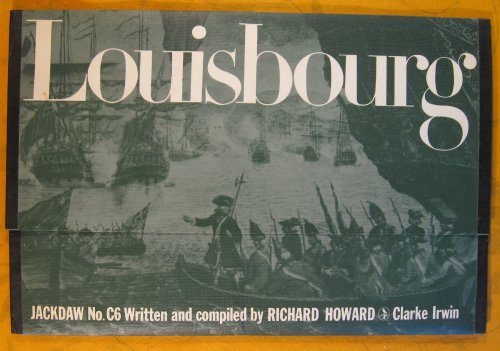 Louisbourg
JACKDAW No. C6 Written and compiled by RICHARD HOWARD Clarke Irwin